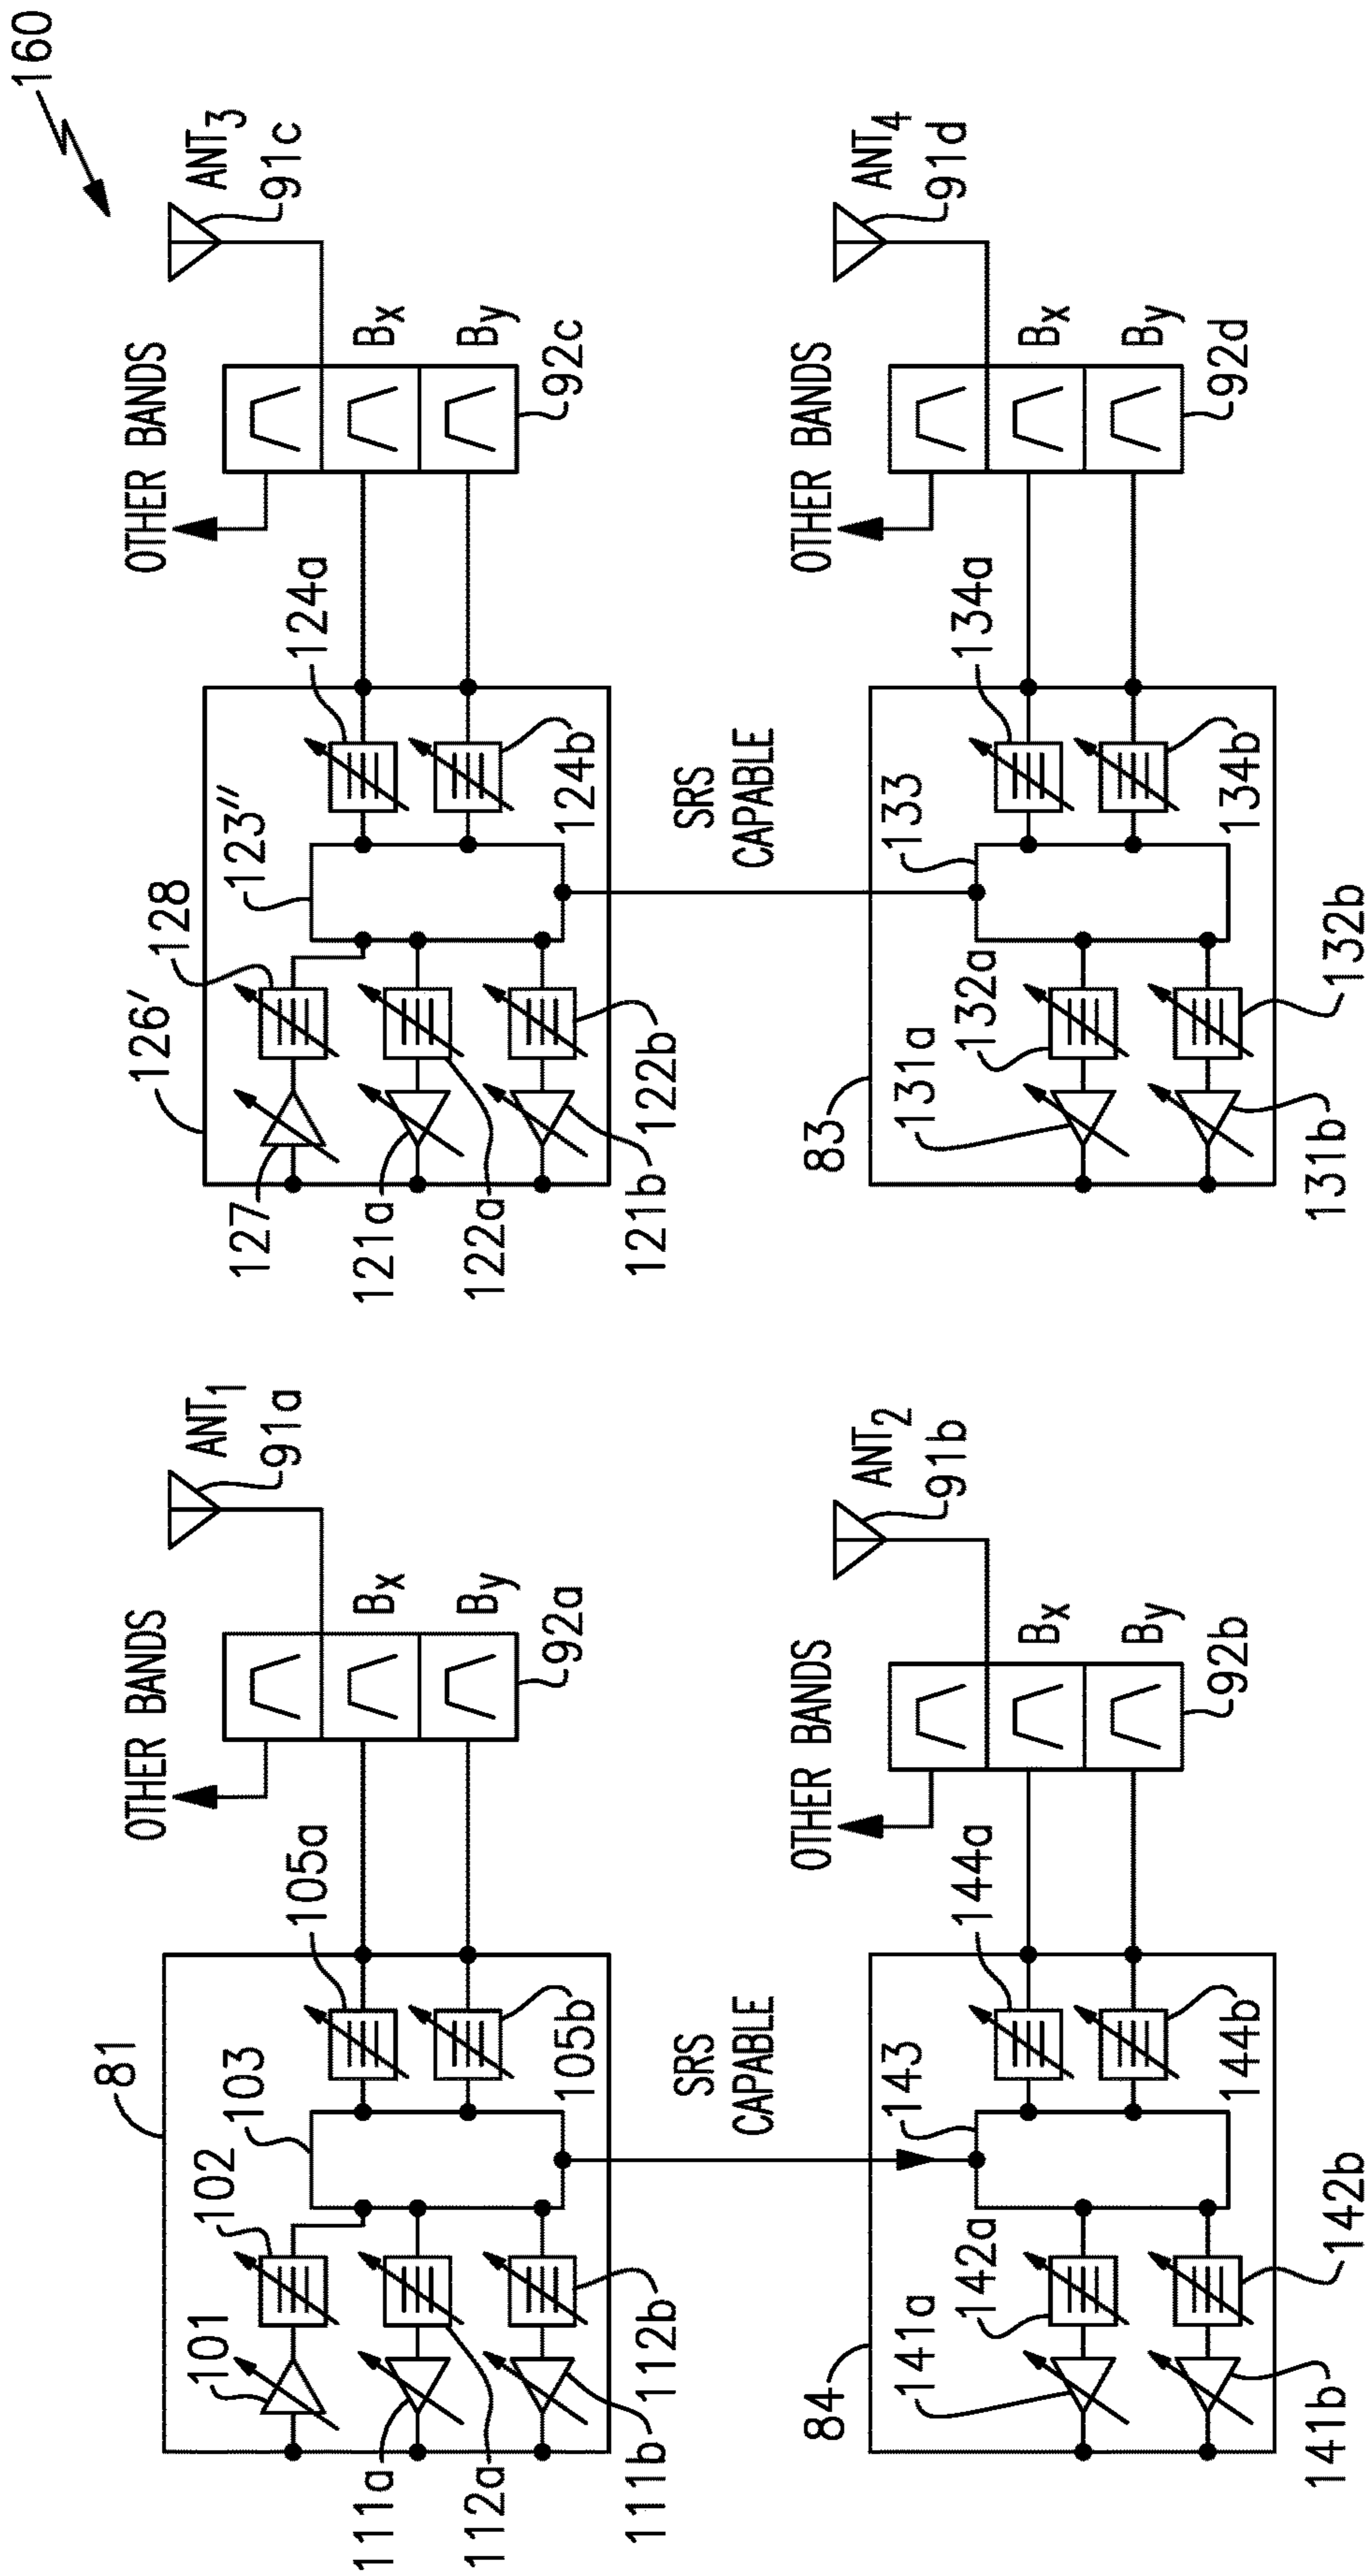 160
81
101
102
103
105a
105b
111a
112a
111b
112b
OTHER BANDS
Bx
By
92a
ANT1
91a
126′
127
128
123″
124a
124b
121a
122a
121b
122b
OTHER BANDS
Bx
By
92c
ANT3
91c
SRS
CAPABLE
SRS
CAPABLE
84
141a
142a
143
144a
144b
141b
142b
OTHER BANDS
Bx
By
92b
ANT2
91b
83
131a
132a
133
134a
134b
131b
132b
OTHER BANDS
Bx
By
92d
ANT4
91d